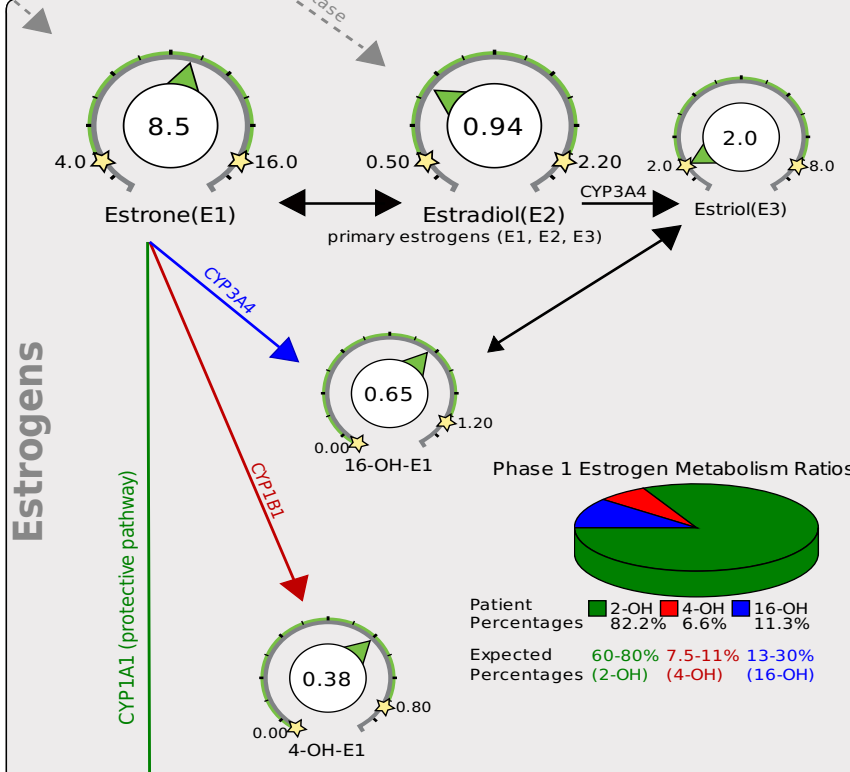 8.5
4.0
16.0
Estrone(E1)
0.94
0.50
2.20
Estradiol(E2)
2.0
2.0
8.0
Estriol(E3)
CYP3A4
primary estrogens (E1, E2, E3)
CYP3A4
0.65
0.00
1.20
16-OH-E1
Estrogens
CYP1B1
CYP1A1 (protective pathway)
Phase 1 Estrogen Metabolism Ratios
Patient 2-OH 4-OH 16-OH
Percentages 82.2% 6.6% 11.3%
Expected 60-80% 7.5-11% 13-30%
Percentages (2-OH) (4-OH) (16-OH)
0.38
0.00
0.80
4-OH-E1